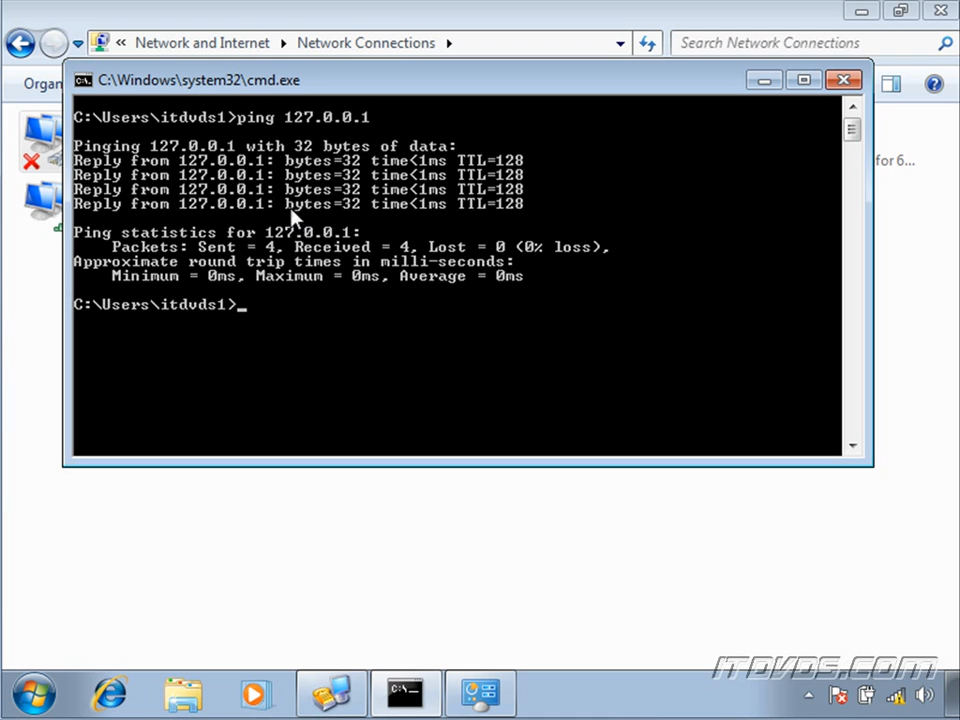 « Network and Internet ▸ Network Connections ▸
Search Network Connections
Organ
C:\Windows\system32\cmd.exe
C:\Users\itdvds1>ping 127.0.0.1
Pinging 127.0.0.1 with 32 bytes of data:
Reply from 127.0.0.1: bytes=32 time<1ms TTL=128
Reply from 127.0.0.1: bytes=32 time<1ms TTL=128
Reply from 127.0.0.1: bytes=32 time<1ms TTL=128
Reply from 127.0.0.1: bytes=32 time<1ms TTL=128
for 6...
Ping statistics for 127.0.0.1:
Packets: Sent = 4, Received = 4, Lost = 0 (0% loss),
Approximate round trip times in milli-seconds:
Minimum = 0ms, Maximum = 0ms, Average = 0ms
C:\Users\itdvds1>_
ITDVDS.COM